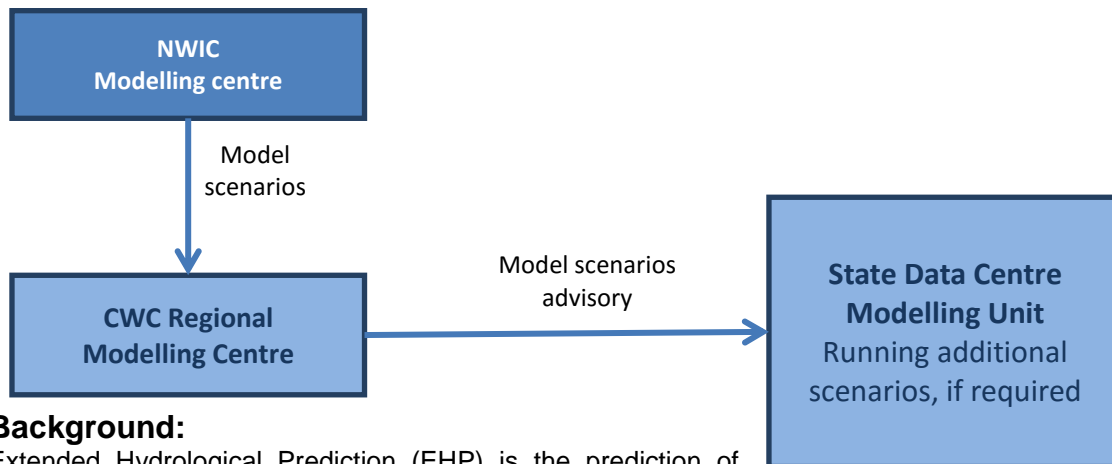 NWIC
Modelling centre
Model
scenarios
CWC Regional
Modelling Centre
Model scenarios
advisory
State Data Centre
Modelling Unit
Running additional
scenarios, if required
Background:
Extended Hydrological Prediction (EHP) is the prediction of